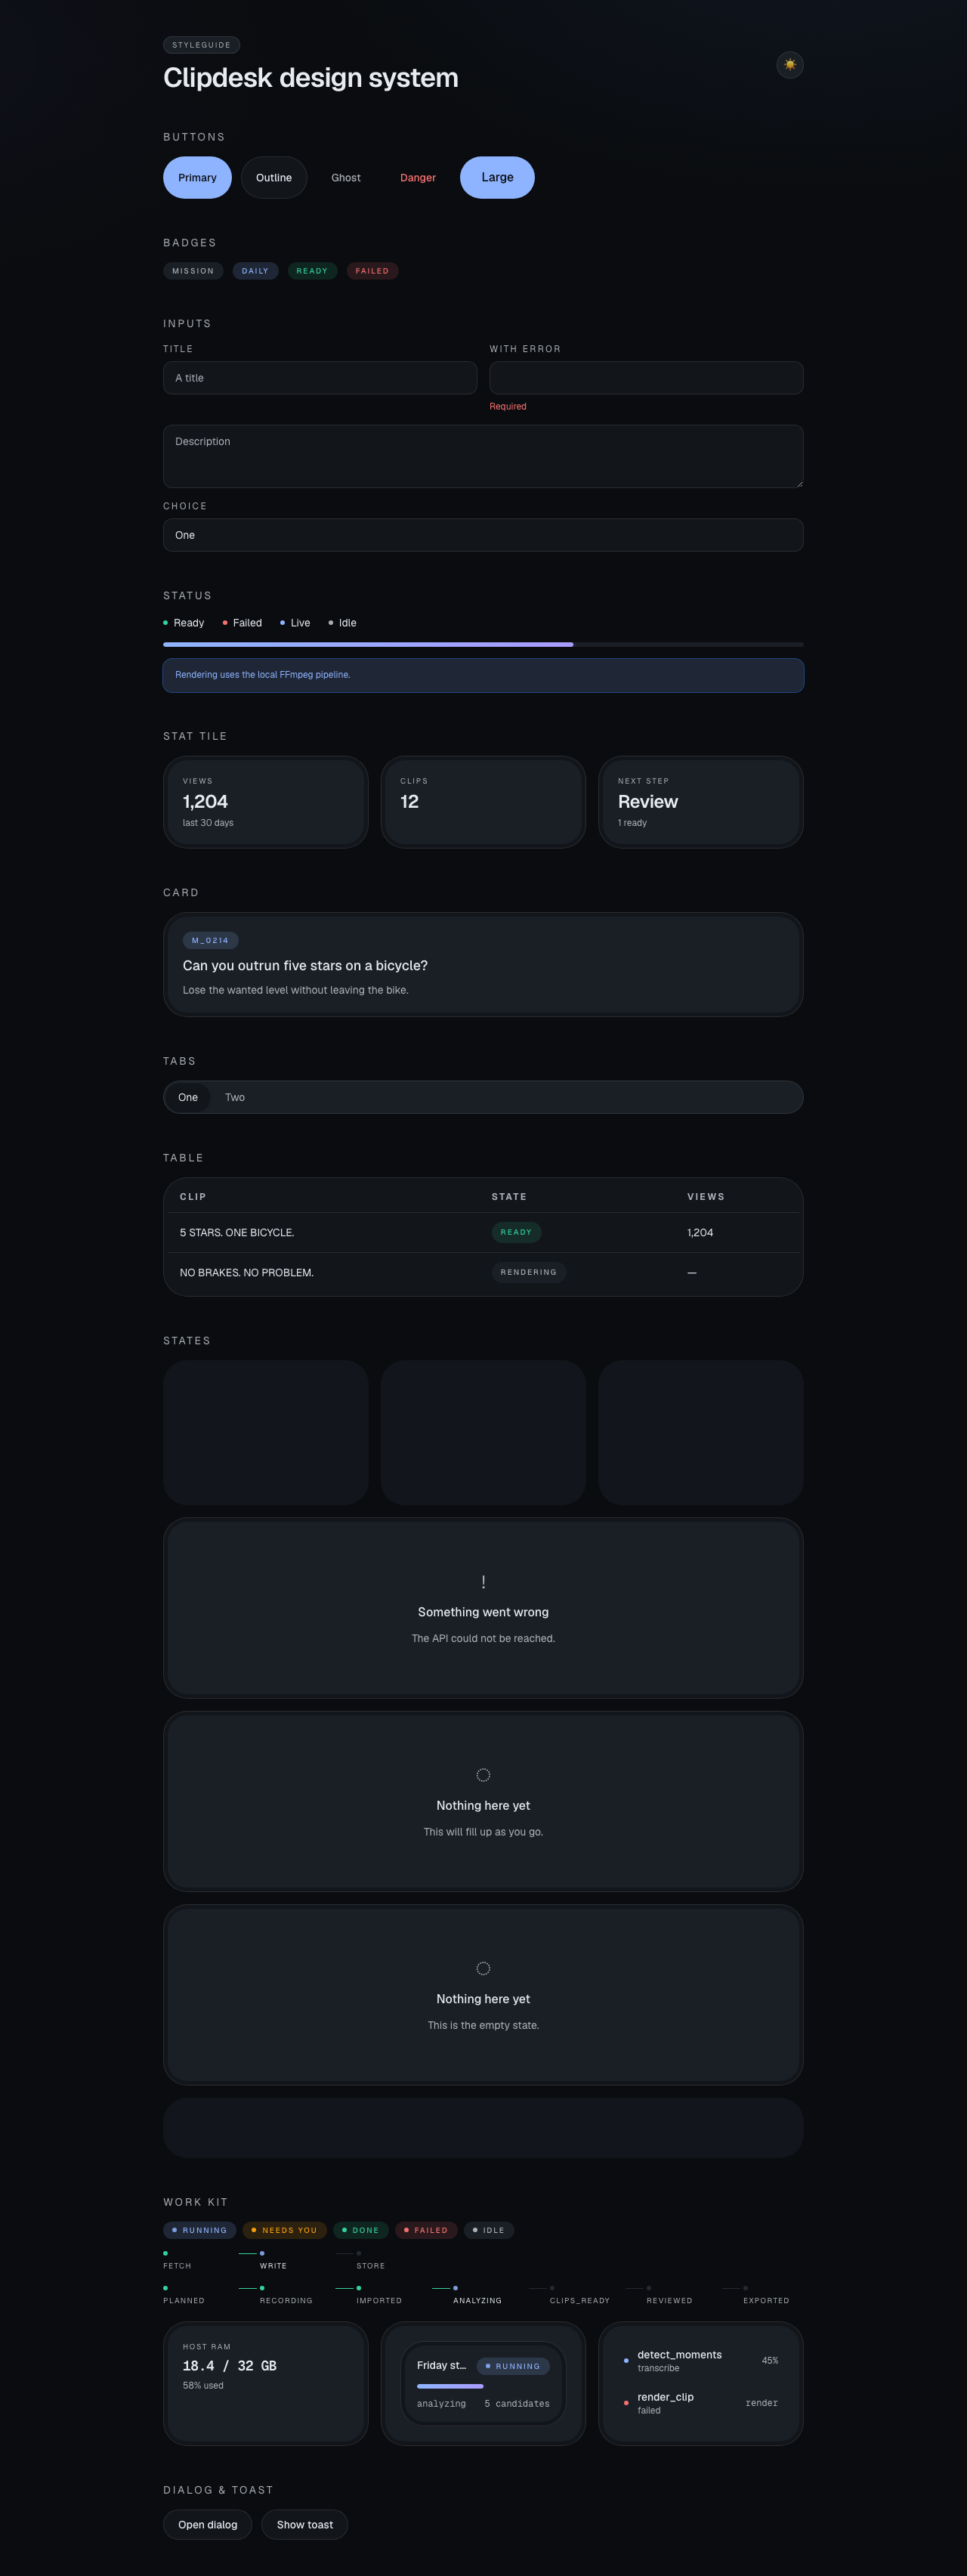 STYLEGUIDE
Clipdesk design system
BUTTONS
Primary
Outline
Ghost
Danger
Large
BADGES
MISSION
DAILY
READY
FAILED
INPUTS
TITLE
WITH ERROR
A title
Required
Description
CHOICE
One
STATUS
Ready
Failed
Live
Idle
Rendering uses the local FFmpeg pipeline.
STAT TILE
VIEWS
1,204
last 30 days
CLIPS
12
NEXT STEP
Review
1 ready
CARD
M_0214
Can you outrun five stars on a bicycle?
Lose the wanted level without leaving the bike.
TABS
One
Two
TABLE
CLIP STATE VIEWS
5 STARS. ONE BICYCLE. READY 1,204
NO BRAKES. NO PROBLEM. RENDERING —
STATES
!
Something went wrong
The API could not be reached.
Nothing here yet
This will fill up as you go.
Nothing here yet
This is the empty state.
WORK KIT
RUNNING
NEEDS YOU
DONE
FAILED
IDLE
FETCH
WRITE
STORE
PLANNED
RECORDING
IMPORTED
ANALYZING
CLIPS_READY
REVIEWED
EXPORTED
HOST RAM
18.4 / 32 GB
58% used
Friday st…
RUNNING
analyzing
5 candidates
detect_moments
transcribe
45%
render_clip
failed
render
DIALOG & TOAST
Open dialog
Show toast